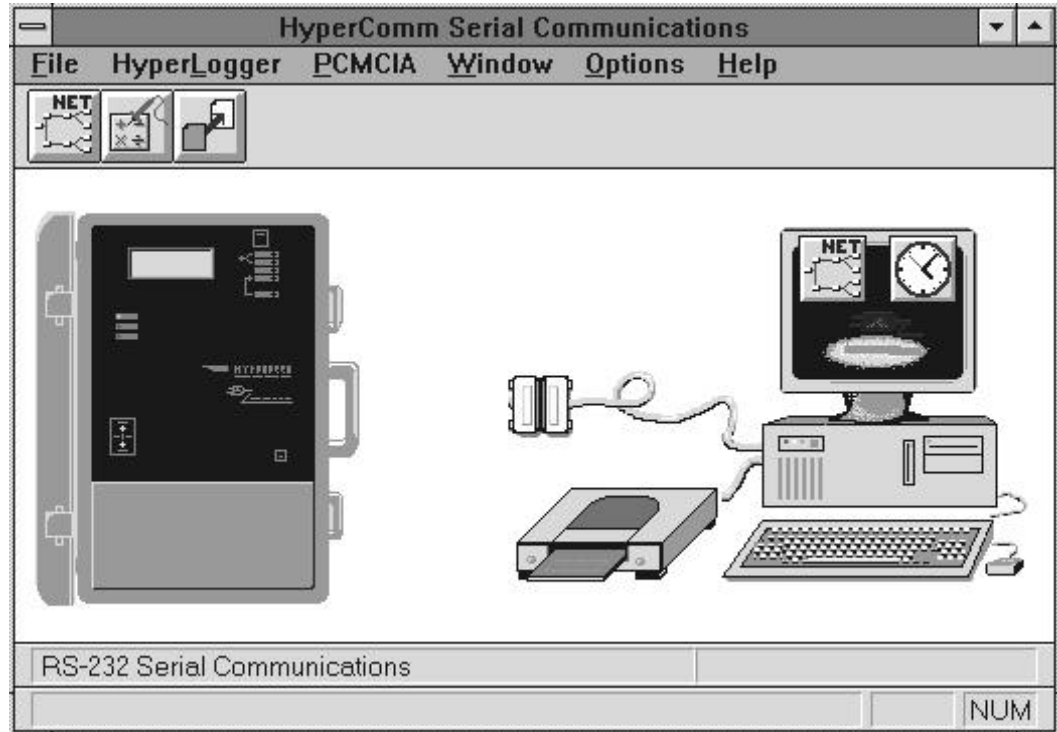 HyperComm Serial Communications
File HyperLogger PCMCIA Window Options Help
NET
NET
RS-232 Serial Communications
NUM